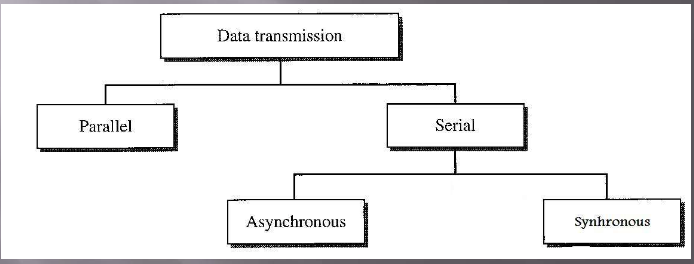 Data transmission
Parallel
Serial
Asynchronous
Synhronous